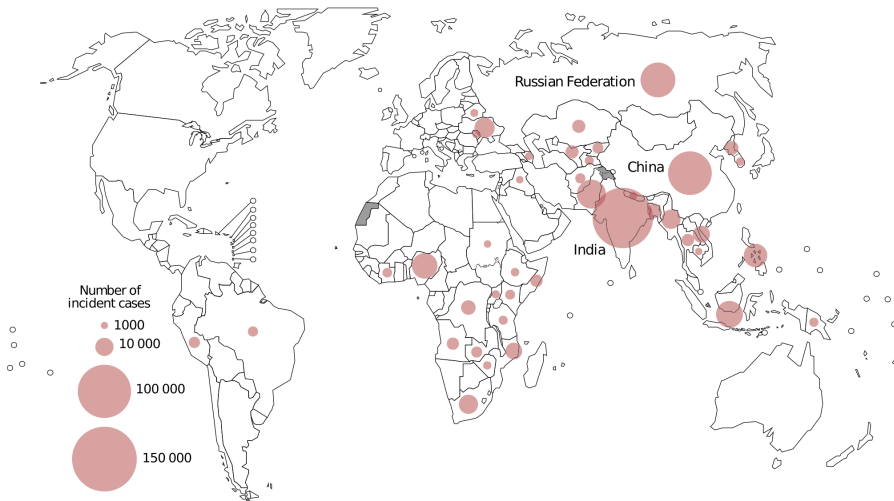 Russian Federation
China
India
Number of
incident cases
1000
10 000
100 000
150 000